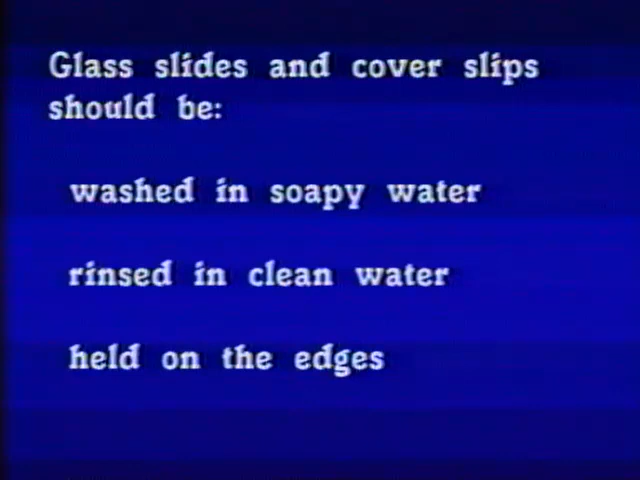 Glass slides and cover slips
should be:
washed in soapy water
rinsed in clean water
held on the edges